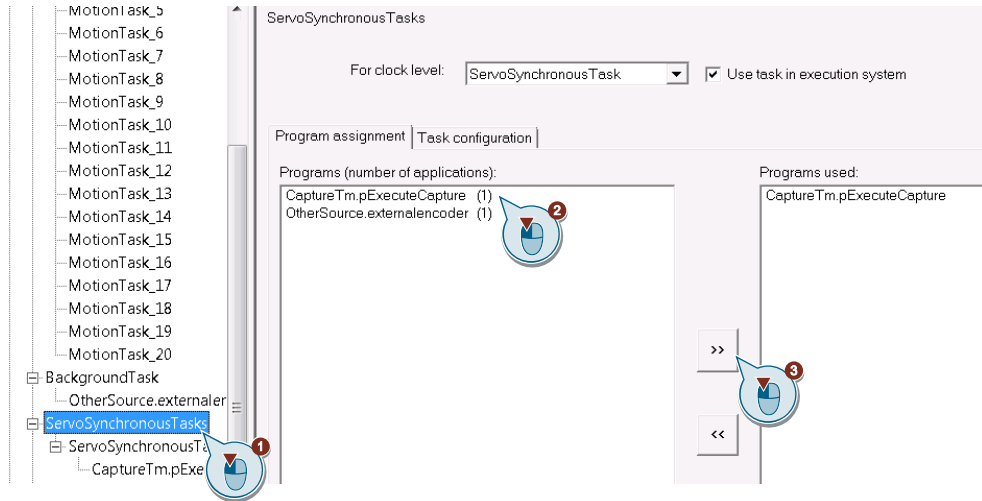 MotionTask_5
MotionTask_6
MotionTask_7
MotionTask_8
MotionTask_9
MotionTask_10
MotionTask_11
MotionTask_12
MotionTask_13
MotionTask_14
MotionTask_15
MotionTask_16
MotionTask_17
MotionTask_18
MotionTask_19
MotionTask_20
BackgroundTask
OtherSource.externaler
ServoSynchronousTasks
ServoSynchronousTa
CaptureTm.pExe
1
ServoSynchronousTasks
For clock level: ServoSynchronousTask Use task in execution system
Program assignment Task configuration
Programs (number of applications):
CaptureTm.pExecuteCapture (1)
OtherSource.externalencoder (1)
2
>>
3
<<
Programs used:
CaptureTm.pExecuteCapture